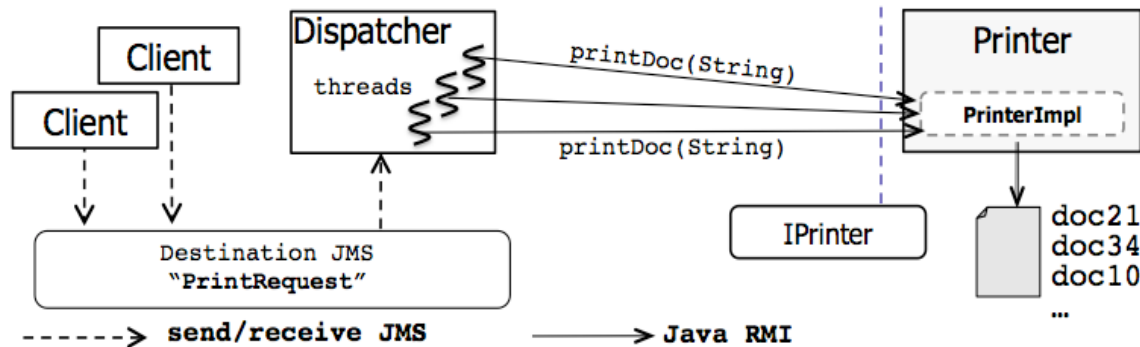 Client
Client
Dispatcher
threads
printDoc(String)
printDoc(String)
Printer
PrinterImpl
IPrinter
Destination JMS
“PrintRequest”
doc21
doc34
doc10
…
send/receive JMS
Java RMI